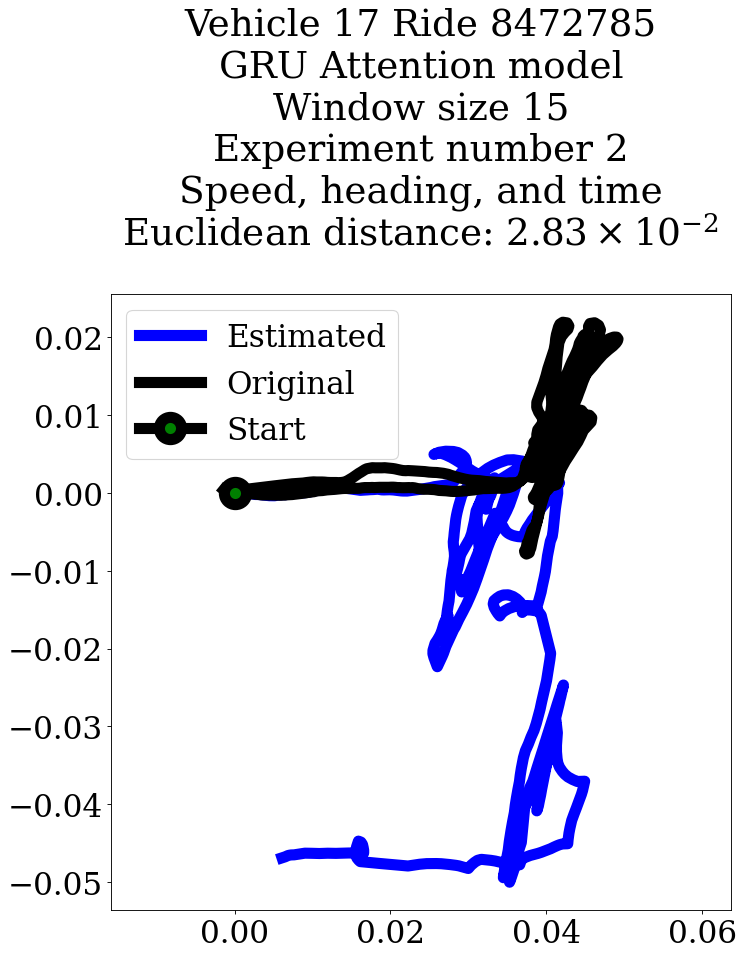 Vehicle 17 Ride 8472785
GRU Attention model
Window size 15
Experiment number 2
Speed, heading, and time
Euclidean distance: 2.83 × 10⁻²
Estimated
Original
Start
0.02
0.01
0.00
−0.01
−0.02
−0.03
−0.04
−0.05
0.00 0.02 0.04 0.06